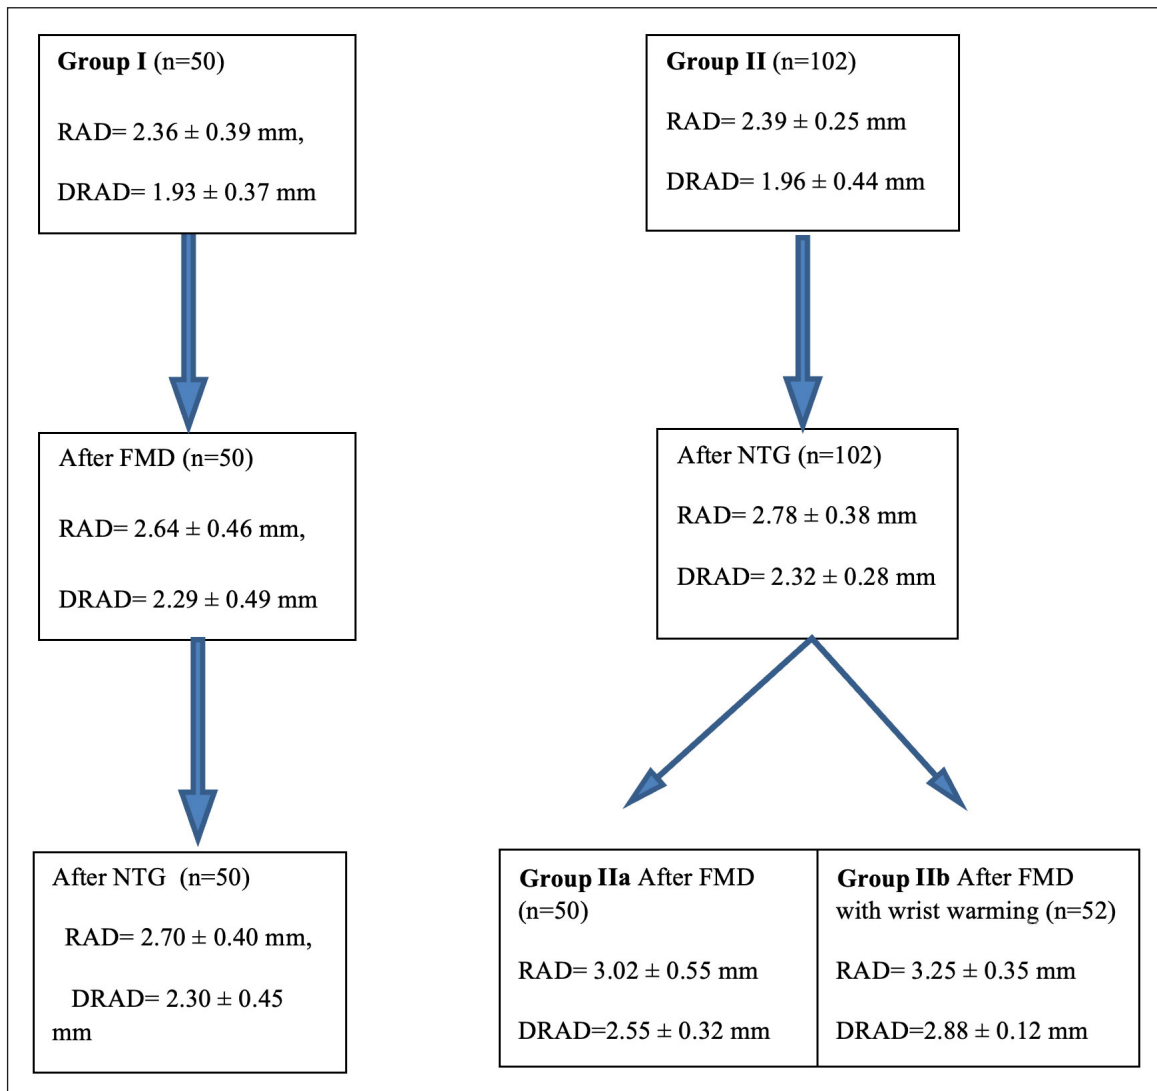 Group I (n=50)
RAD= 2.36 ± 0.39 mm,
DRAD= 1.93 ± 0.37 mm
Group II (n=102)
RAD= 2.39 ± 0.25 mm
DRAD= 1.96 ± 0.44 mm
After FMD (n=50)
RAD= 2.64 ± 0.46 mm,
DRAD= 2.29 ± 0.49 mm
After NTG (n=102)
RAD= 2.78 ± 0.38 mm
DRAD= 2.32 ± 0.28 mm
After NTG (n=50)
RAD= 2.70 ± 0.40 mm,
DRAD= 2.30 ± 0.45
mm
Group IIa After FMD
(n=50)
RAD= 3.02 ± 0.55 mm
DRAD=2.55 ± 0.32 mm
Group IIb After FMD
with wrist warming (n=52)
RAD= 3.25 ± 0.35 mm
DRAD=2.88 ± 0.12 mm